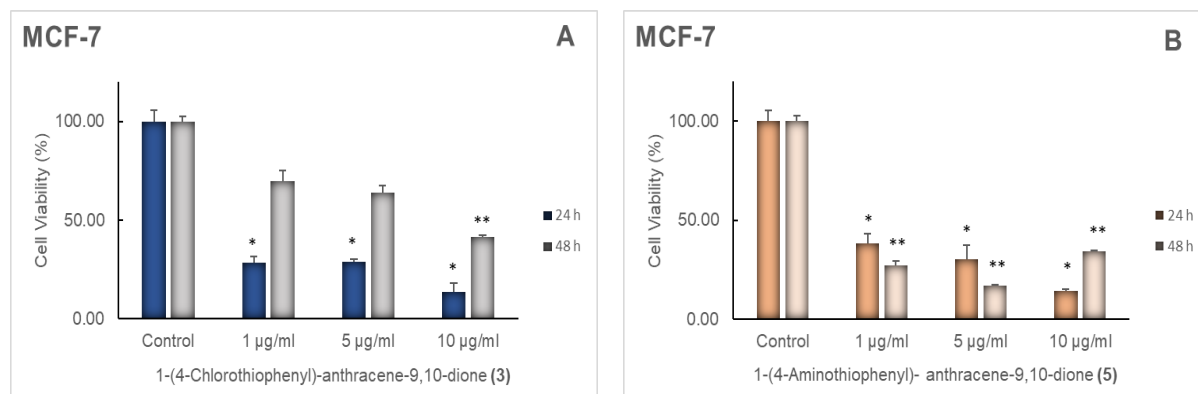 MCF-7
A
Cell Viability (%)
100.00
50.00
0.00
*
*
*
**
Control
1 µg/ml
5 µg/ml
10 µg/ml
24 h
48 h
1-(4-Chlorothiophenyl)-anthracene-9,10-dione (3)
MCF-7
B
Cell Viability (%)
100.00
50.00
0.00
*
**
*
**
*
**
Control
1 µg/ml
5 µg/ml
10 µg/ml
24 h
48 h
1-(4-Aminothiophenyl)- anthracene-9,10-dione (5)